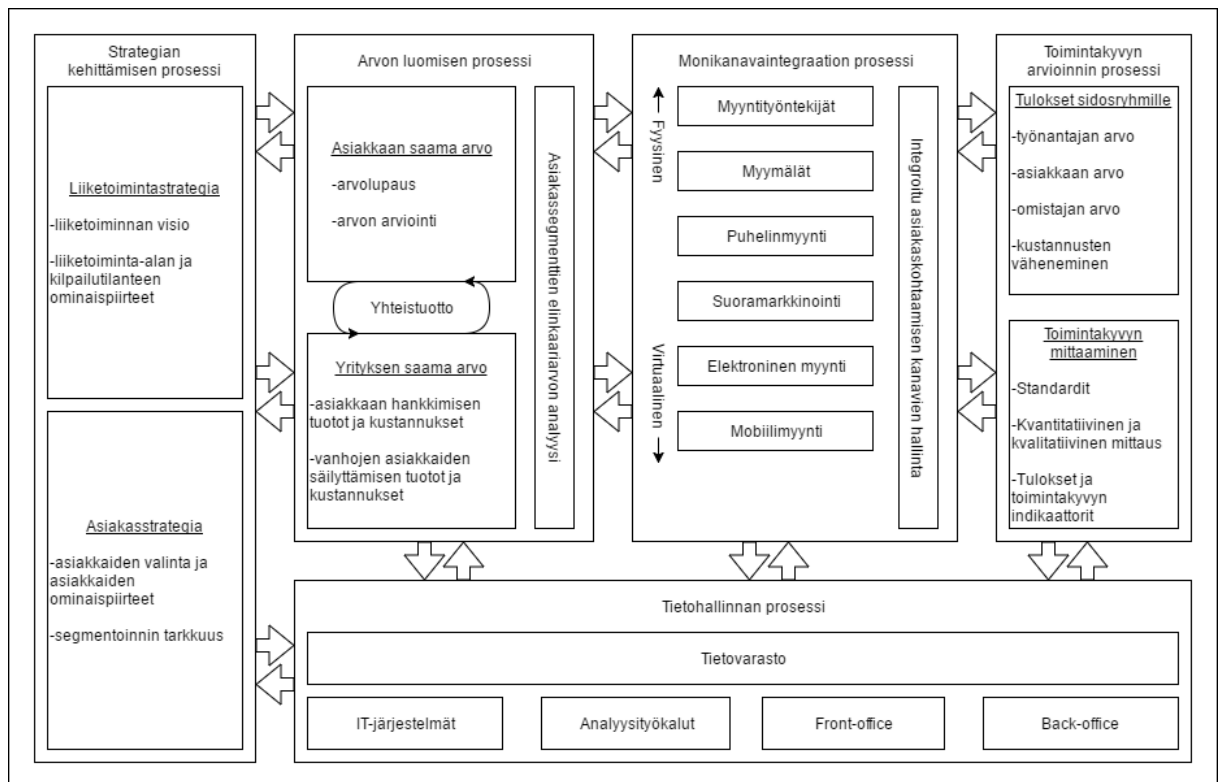 Strategian
kehittämisen prosessi
Liiketoimintastrategia
-liiketoiminnan visio
-liiketoiminta-alan ja
kilpailutilanteen
ominaispiirteet
Asiakasstrategia
-asiakkaiden valinta ja
asiakkaiden
ominaispiirteet
-segmentoinnin tarkkuus
Arvon luomisen prosessi
Asiakkaan saama arvo
-arvolupaus
-arvon arviointi
Yhteistuotto
Yrityksen saama arvo
-asiakkaan hankkimisen
tuotot ja kustannukset
-vanhojen asiakkaiden
säilyttämisen tuotot ja
kustannukset
Asiakassegmenttien elinkaariarvon analyysi
Monikanavaintegraation prosessi
Fyysinen
Virtuaalinen
Myyntityöntekijät
Myymälät
Puhelinmyynti
Suoramarkkinointi
Elektroninen myynti
Mobiilimyynti
Integroitu asiakaskohtaamisen kanavien hallinta
Toimintakyvyn
arvioinnin prosessi
Tulokset sidosryhmille
-työnantajan arvo
-asiakkaan arvo
-omistajan arvo
-kustannusten
väheneminen
Toimintakyvyn
mittaaminen
-Standardit
-Kvantitatiivinen ja
kvalitatiivinen mittaus
-Tulokset ja
toimintakyvyn
indikaattorit
Tietohallinnan prosessi
Tietovarasto
IT-järjestelmät
Analyysityökalut
Front-office
Back-office